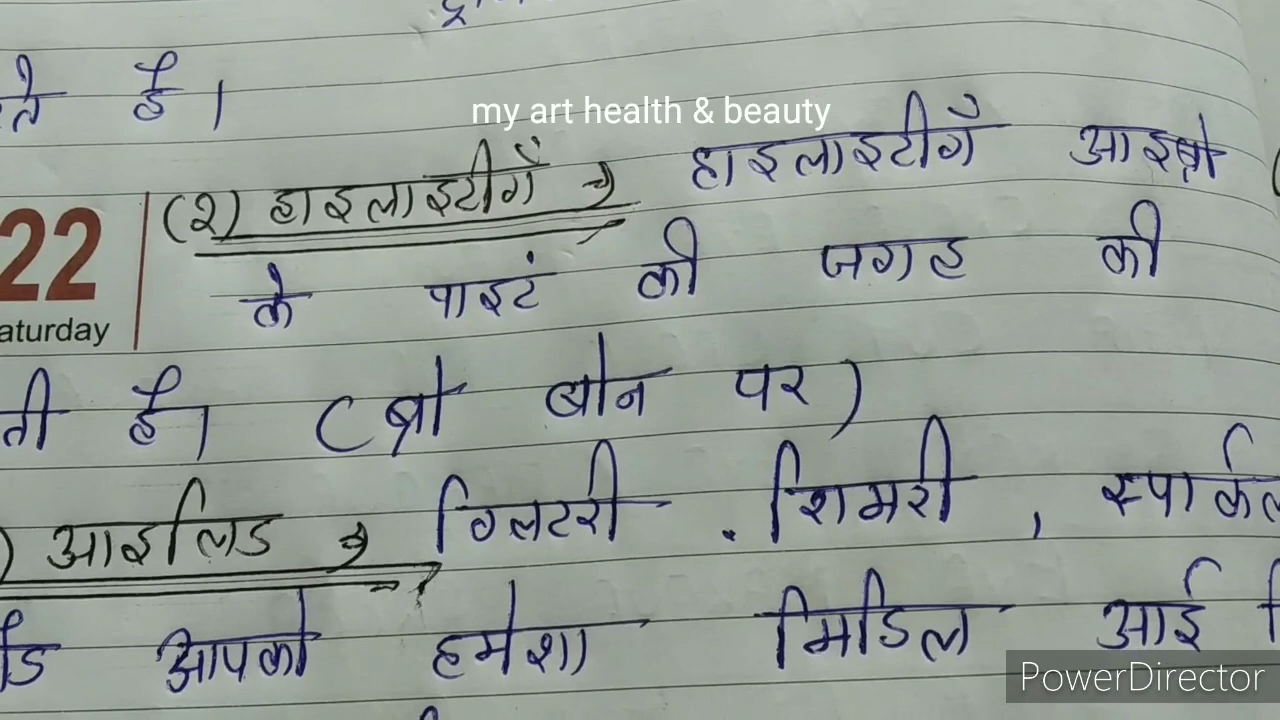 ते है।
my art health & beauty
(२) हाइलाइटींगँ → हाइलाइटींगँ आइब्रो
22
aturday
के पाइटं की जगह की
ती है। (ब्रो बोन पर)
) आईलिड → ग्लिटरी . शिमरी , स्पार्कल
आपको हमेशा मिडिल आई
PowerDirector